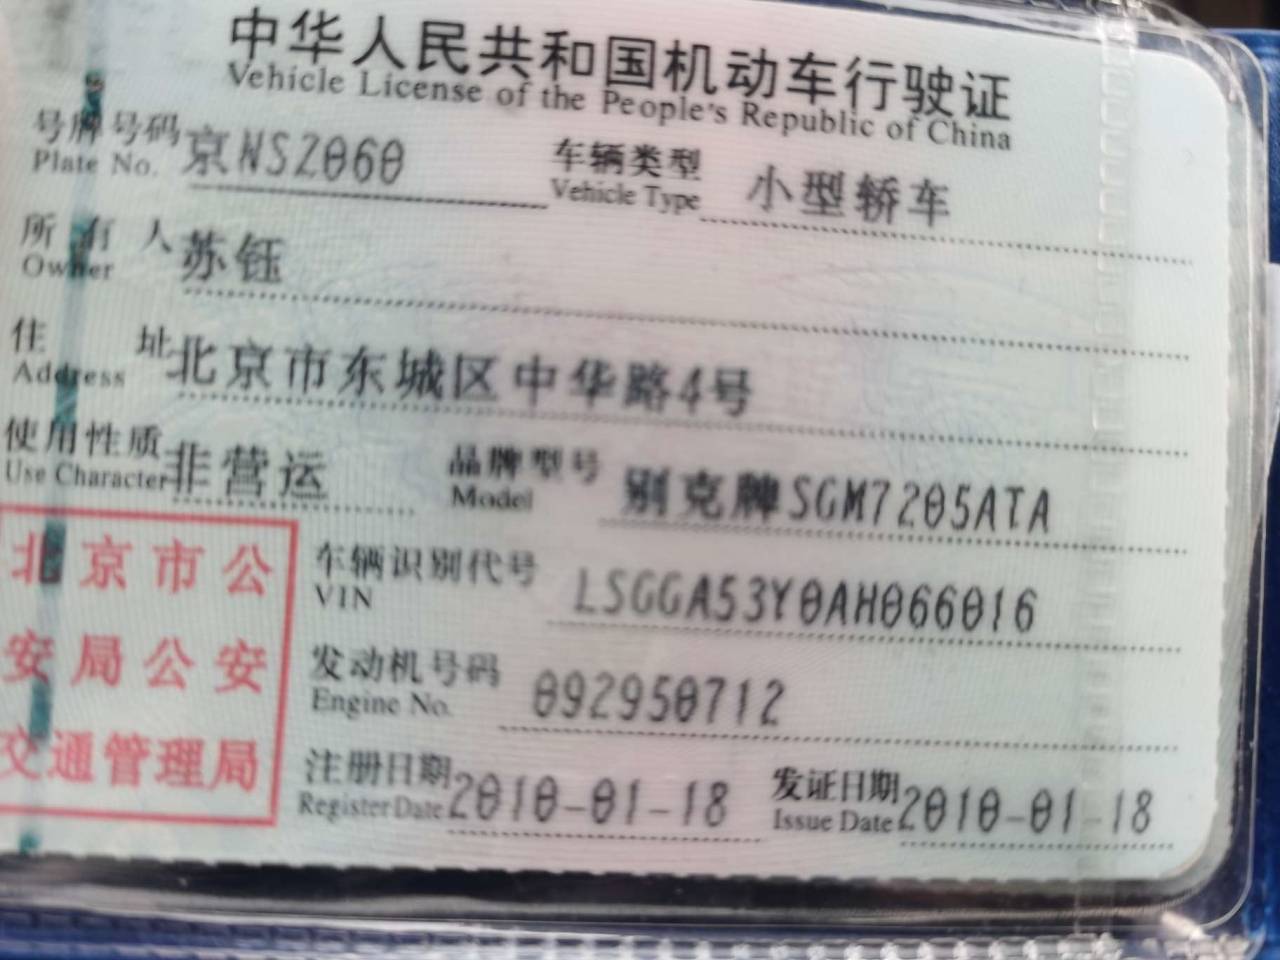 中华人民共和国机动车行驶证
Vehicle License of the People's Republic of China
号牌号码 京NS2060 车辆类型 小型轿车
Plate No. Vehicle Type
所有人 苏钰
Owner
住址 北京市东城区中华路4号
Address
使用性质 非营运 品牌型号 别克牌SGM7205ATA
Use Character Model
北京市公
安局公安
交通管理局
车辆识别代号 LSGGA53Y0AH066016
VIN
发动机号码 092950712
Engine No.
注册日期 2010-01-18 发证日期 2010-01-18
Register Date Issue Date